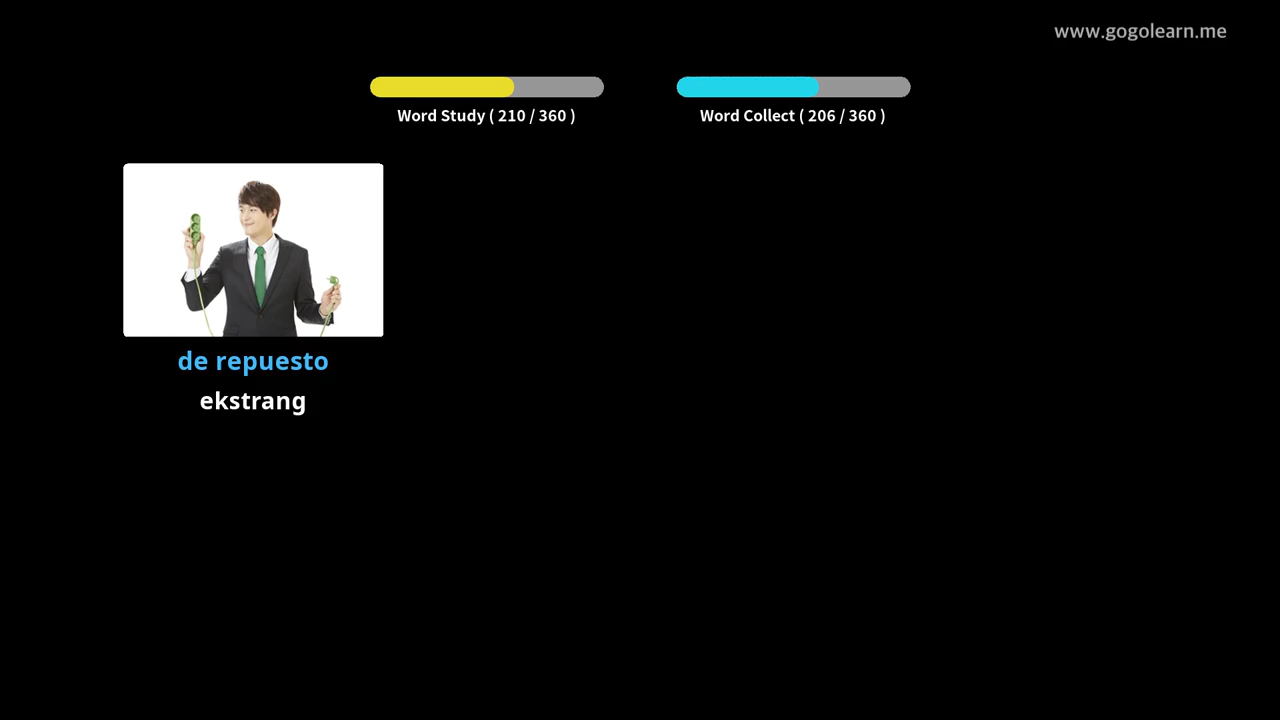 www.gogolearn.me
Word Study ( 210 / 360 )
Word Collect ( 206 / 360 )
de repuesto
ekstrang